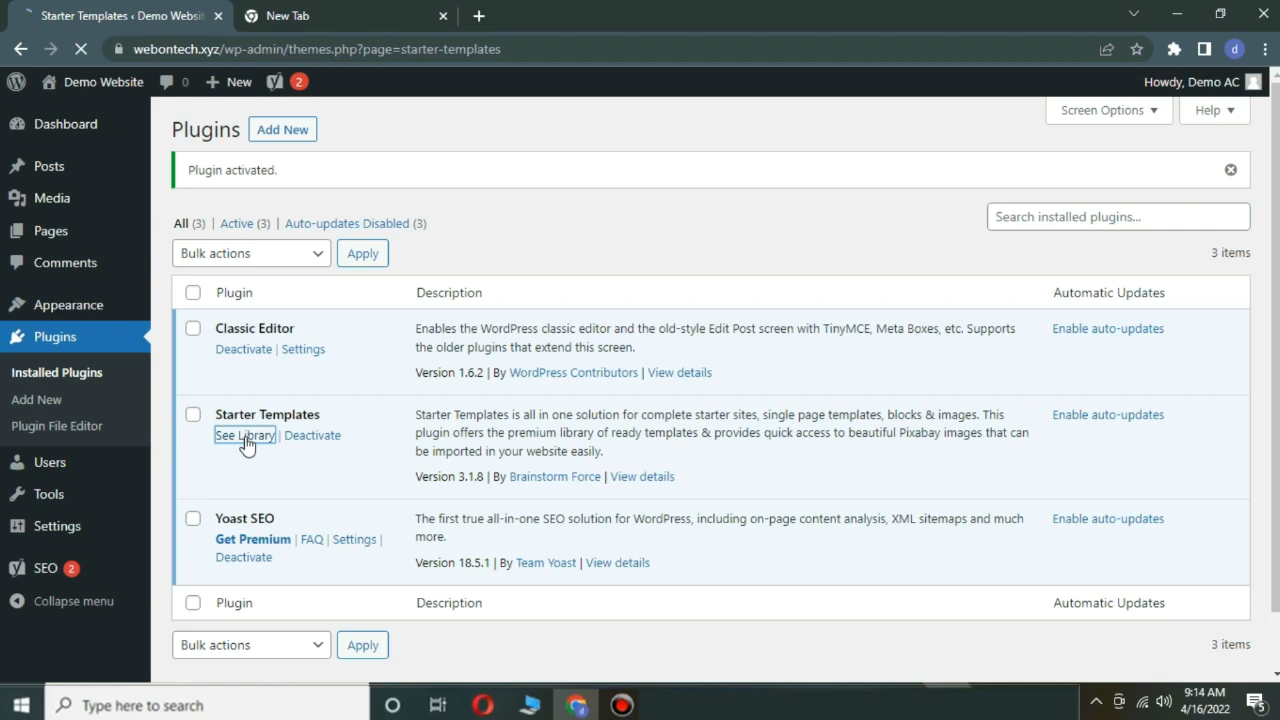 Starter Templates ‹ Demo Websit
New Tab
webontech.xyz/wp-admin/themes.php?page=starter-templates
d
Demo Website 0 New 2 Howdy, Demo AC
Dashboard
Posts
Media
Pages
Comments
Appearance
Plugins
Installed Plugins
Add New
Plugin File Editor
Users
Tools
Settings
SEO 2
Collapse menu
Screen Options Help
Plugins Add New
Plugin activated.
All (3) | Active (3) | Auto-updates Disabled (3)
Search installed plugins...
Bulk actions Apply
3 items
Plugin Description Automatic Updates
Classic Editor
Deactivate | Settings
Enables the WordPress classic editor and the old-style Edit Post screen with TinyMCE, Meta Boxes, etc. Supports
the older plugins that extend this screen.
Version 1.6.2 | By WordPress Contributors | View details
Enable auto-updates
Starter Templates
See Library | Deactivate
Starter Templates is all in one solution for complete starter sites, single page templates, blocks & images. This
plugin offers the premium library of ready templates & provides quick access to beautiful Pixabay images that can
be imported in your website easily.
Version 3.1.8 | By Brainstorm Force | View details
Enable auto-updates
Yoast SEO
Get Premium | FAQ | Settings |
Deactivate
The first true all-in-one SEO solution for WordPress, including on-page content analysis, XML sitemaps and much
more.
Version 18.5.1 | By Team Yoast | View details
Enable auto-updates
Plugin Description Automatic Updates
Bulk actions Apply
3 items
Type here to search
d
9:14 AM
4/16/2022
5